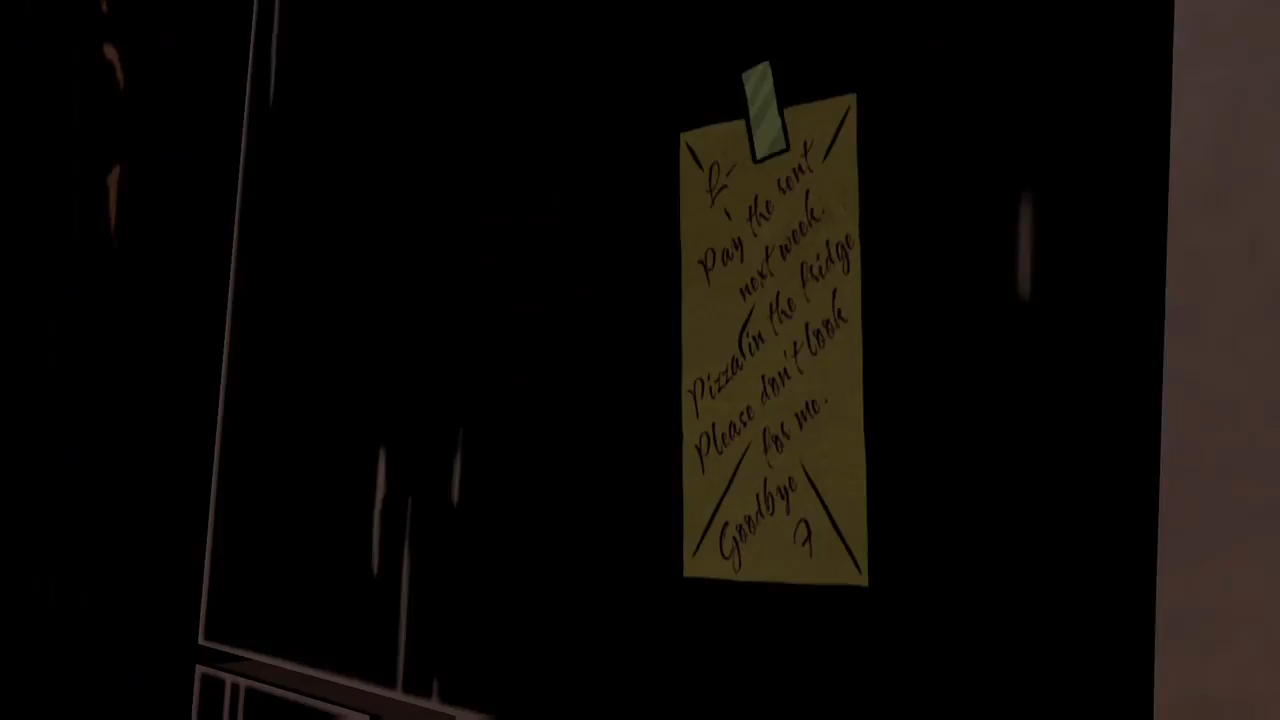 L-
Pay the rent
next week.
Pizza in the fridge
Please don't look
for me.
Goodbye
F